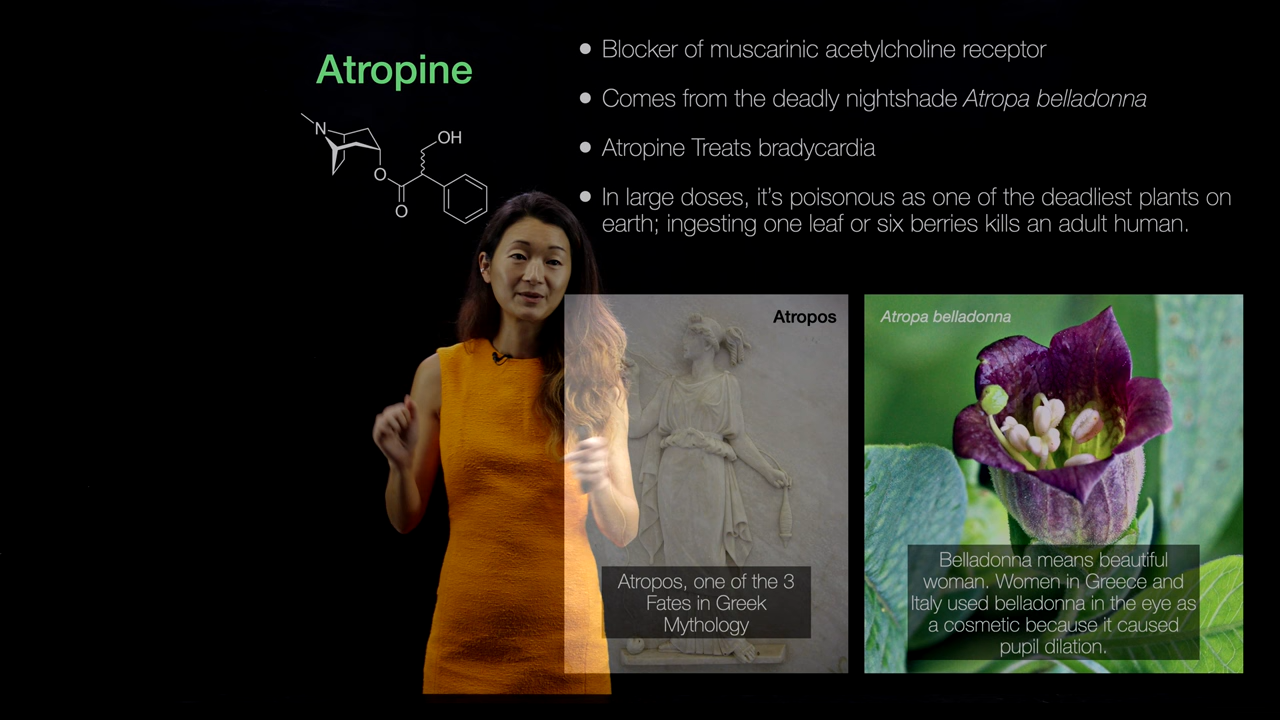 Atropine
N
OH
O
O
Blocker of muscarinic acetylcholine receptor
Comes from the deadly nightshade Atropa belladonna
Atropine Treats bradycardia
In large doses, it's poisonous as one of the deadliest plants on
earth; ingesting one leaf or six berries kills an adult human.
Atropos
Atropos, one of the 3
Fates in Greek
Mythology
Atropa belladonna
Belladonna means beautiful
woman. Women in Greece and
Italy used belladonna in the eye as
a cosmetic because it caused
pupil dilation.